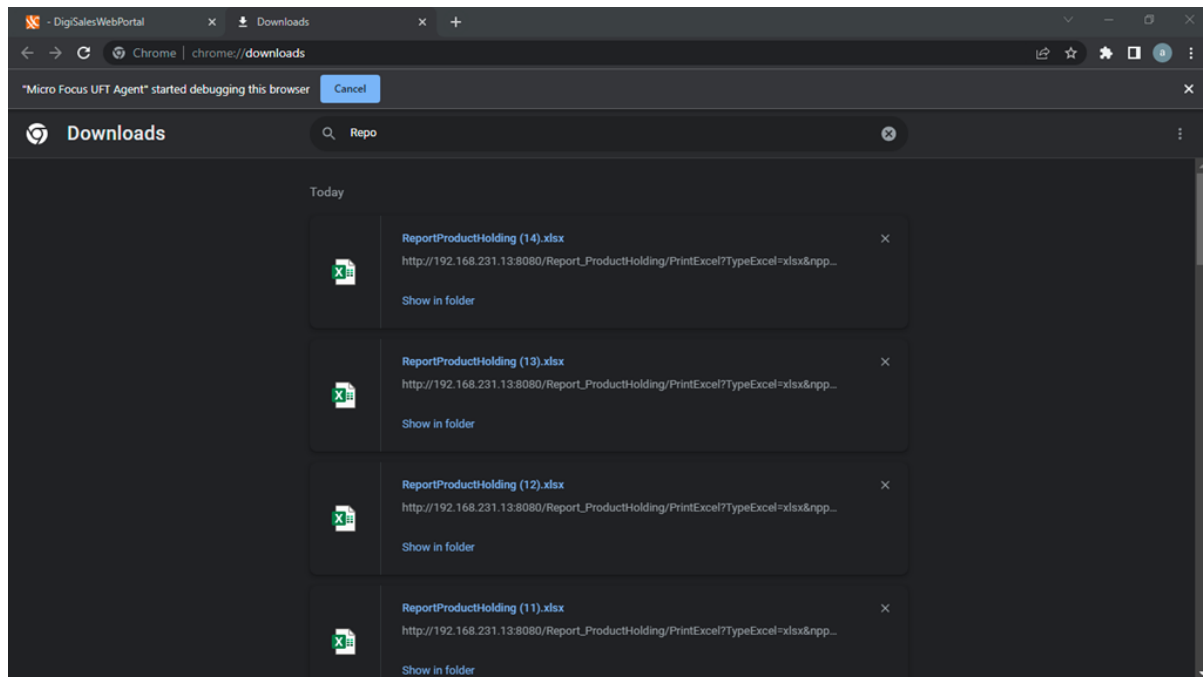 - DigiSalesWebPortal
Downloads
Chrome | chrome://downloads
a
"Micro Focus UFT Agent" started debugging this browser
Cancel
Downloads
Repo
Today
ReportProductHolding (14).xlsx
http://192.168.231.13:8080/Report_ProductHolding/PrintExcel?TypeExcel=xlsx&npp...
Show in folder
ReportProductHolding (13).xlsx
http://192.168.231.13:8080/Report_ProductHolding/PrintExcel?TypeExcel=xlsx&npp...
Show in folder
ReportProductHolding (12).xlsx
http://192.168.231.13:8080/Report_ProductHolding/PrintExcel?TypeExcel=xlsx&npp...
Show in folder
ReportProductHolding (11).xlsx
http://192.168.231.13:8080/Report_ProductHolding/PrintExcel?TypeExcel=xlsx&npp...
Show in folder